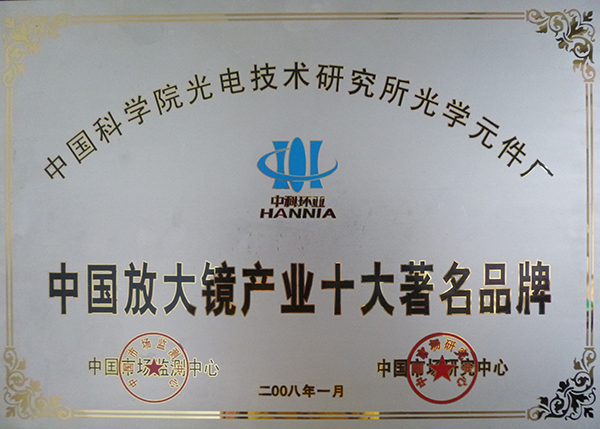 中国科学院光电技术研究所光学元件厂
中科环业
HANNIA
中国放大镜产业十大著名品牌
中国市场监测中心
中国市场研究中心
二00八年一月